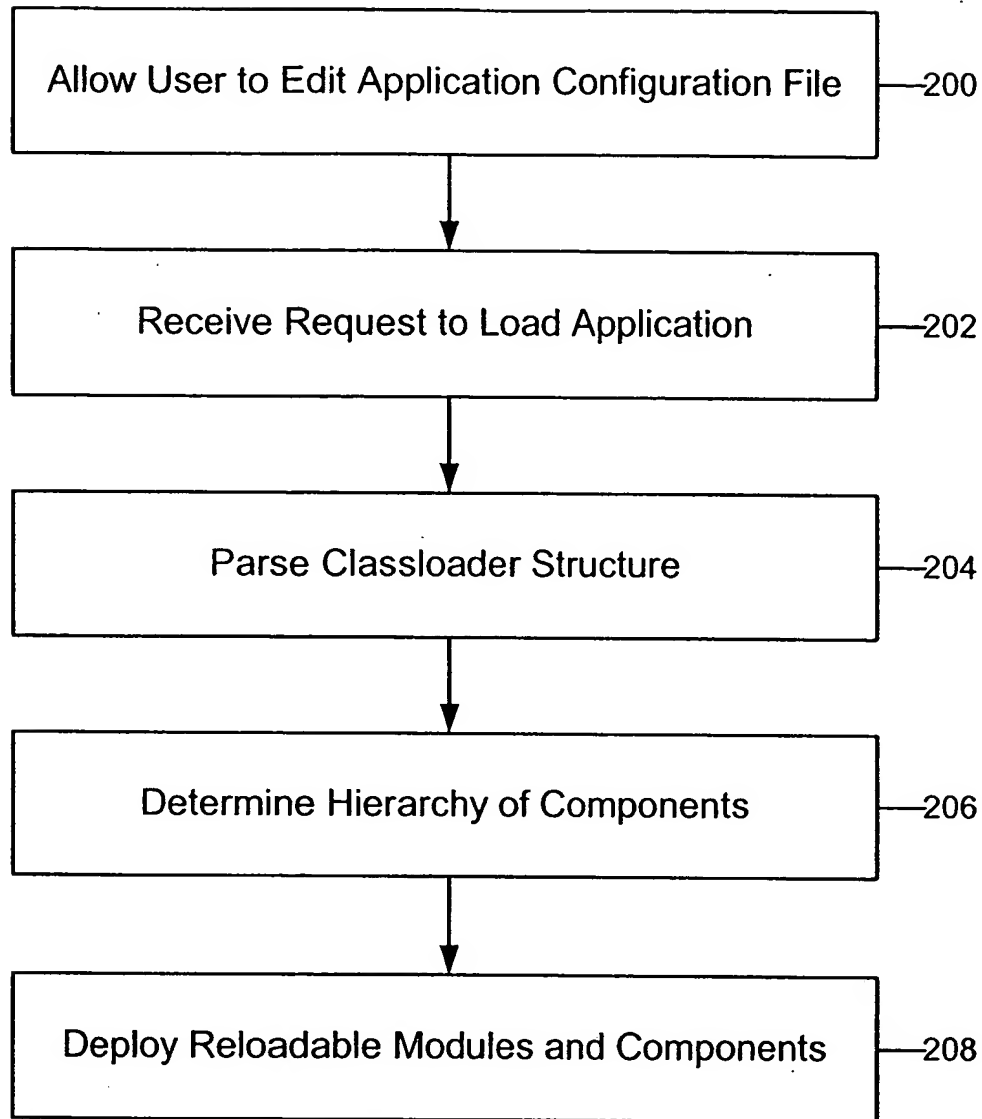 Allow User to Edit Application Configuration File 200
Receive Request to Load Application 202
Parse Classloader Structure 204
Determine Hierarchy of Components 206
Deploy Reloadable Modules and Components 208